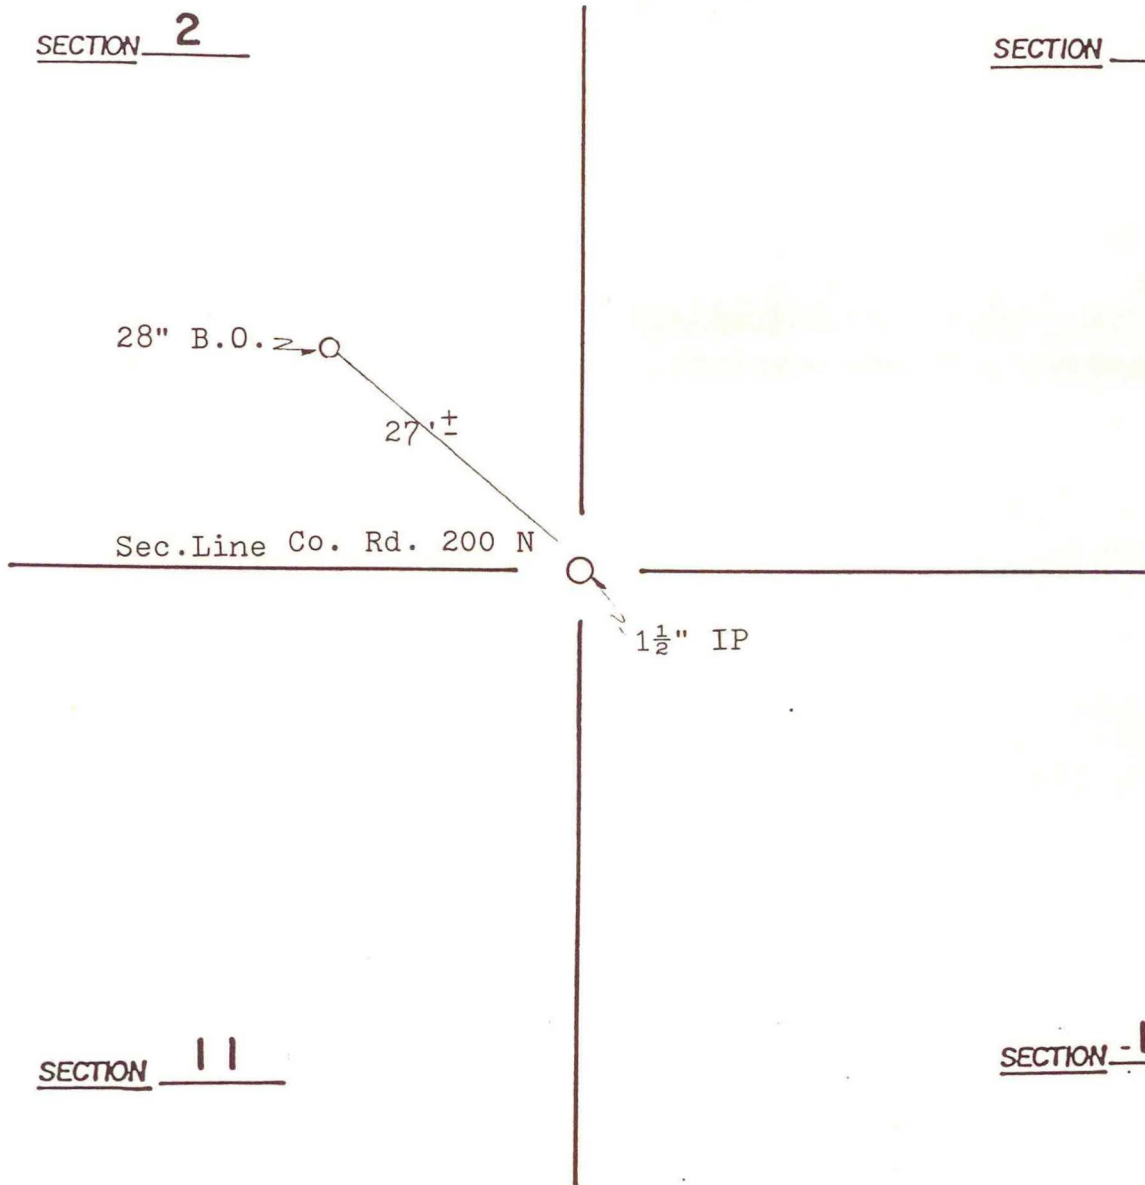 SECTION 2
SECTION
28" B.O.
27'±
Sec.Line Co. Rd. 200 N
1½" IP
SECTION 11
SECTION